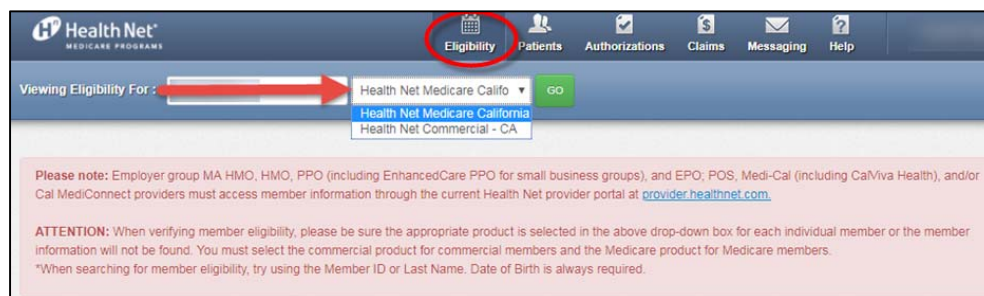 Health Net®
MEDICARE PROGRAMS
Eligibility
Patients
Authorizations
Claims
Messaging
Help
Viewing Eligibility For :
Health Net Medicare Califo
GO
Health Net Medicare California
Health Net Commercial - CA
Please note: Employer group MA HMO, HMO, PPO (including EnhancedCare PPO for small business groups), and EPO; POS, Medi-Cal (including CalViva Health), and/or
Cal MediConnect providers must access member information through the current Health Net provider portal at provider.healthnet.com.
ATTENTION: When verifying member eligibility, please be sure the appropriate product is selected in the above drop-down box for each individual member or the member
information will not be found. You must select the commercial product for commercial members and the Medicare product for Medicare members.
*When searching for member eligibility, try using the Member ID or Last Name. Date of Birth is always required.